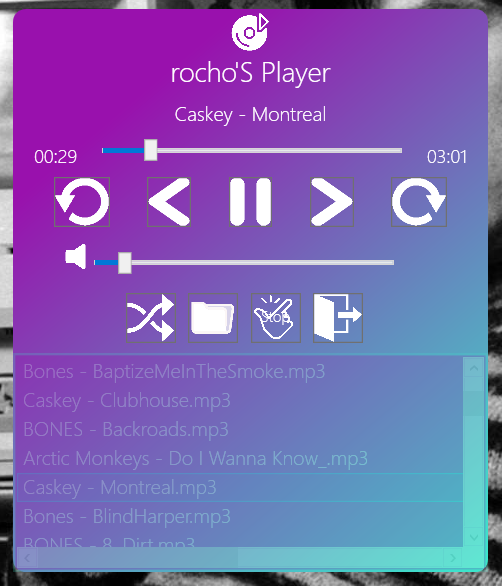 rocho'S Player
Caskey - Montreal
00:29
03:01
Stop
Bones - BaptizeMeInTheSmoke.mp3
Caskey - Clubhouse.mp3
BONES - Backroads.mp3
Arctic Monkeys - Do I Wanna Know_.mp3
Caskey - Montreal.mp3
Bones - BlindHarper.mp3
BONES - 8. Dirt.mp3